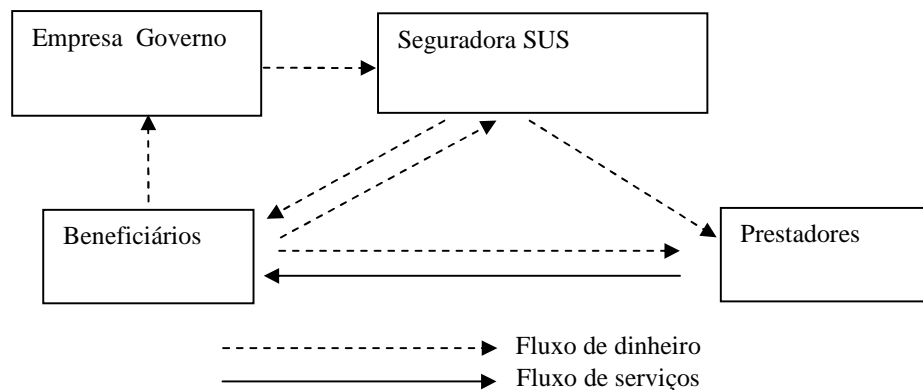 Empresa Governo
Seguradora SUS
Beneficiários
Prestadores
Fluxo de dinheiro
Fluxo de serviços